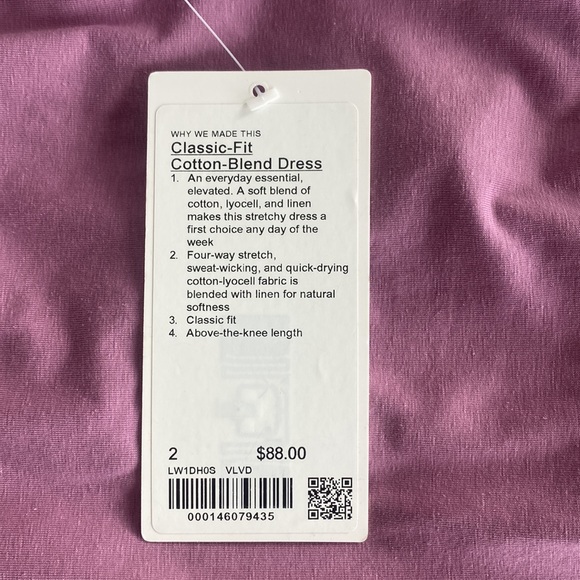 WHY WE MADE THIS
Classic-Fit
Cotton-Blend Dress
1. An everyday essential,
elevated. A soft blend of
cotton, lyocell, and linen
makes this stretchy dress a
first choice any day of the
week
2. Four-way stretch,
sweat-wicking, and quick-drying
cotton-lyocell fabric is
blended with linen for natural
softness
3. Classic fit
4. Above-the-knee length
2 $88.00
LW1DH0S VLVD
000146079435